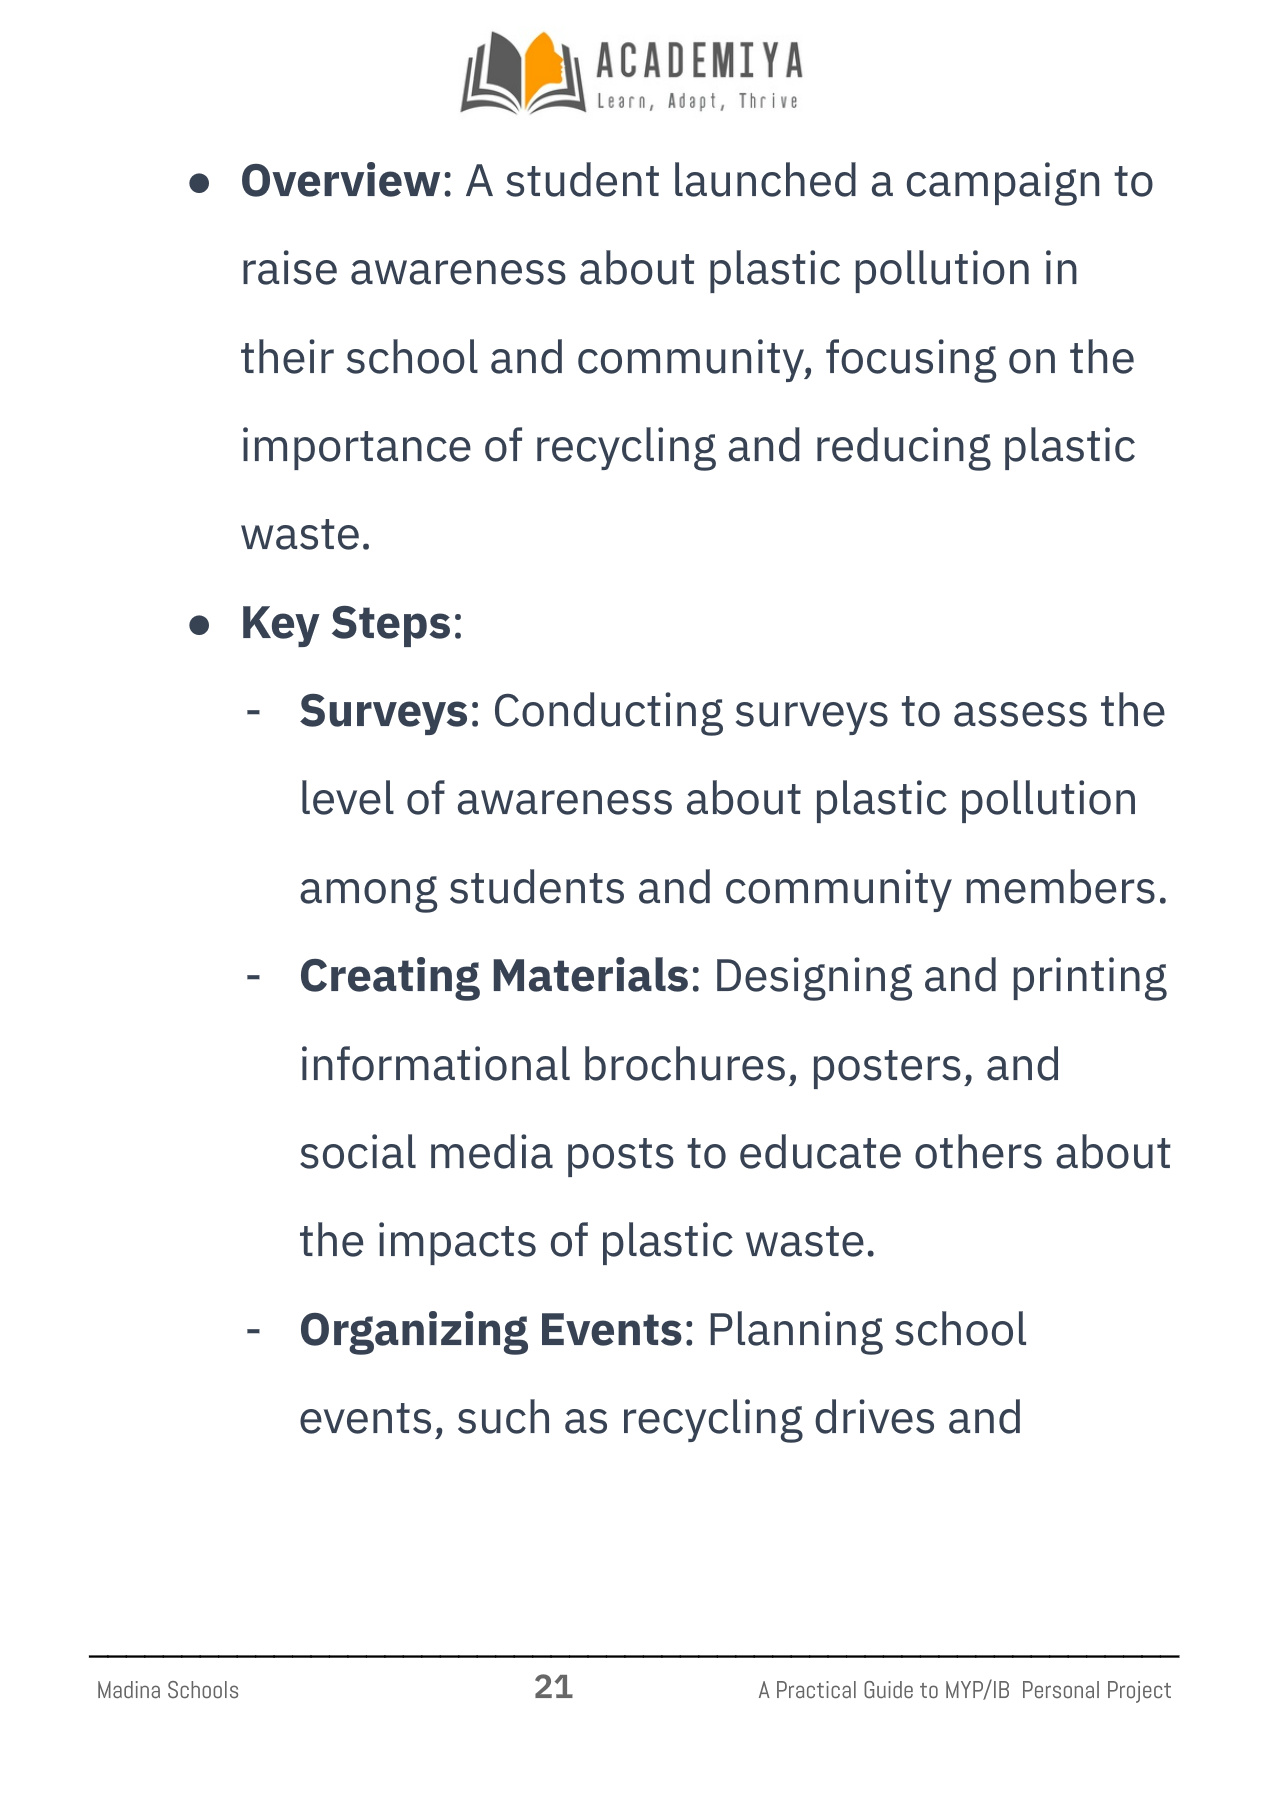 ACADEMIYA
Learn, Adapt, Thrive
● Overview: A student launched a campaign to
raise awareness about plastic pollution in
their school and community, focusing on the
importance of recycling and reducing plastic
waste.
● Key Steps:
- Surveys: Conducting surveys to assess the
level of awareness about plastic pollution
among students and community members.
- Creating Materials: Designing and printing
informational brochures, posters, and
social media posts to educate others about
the impacts of plastic waste.
- Organizing Events: Planning school
events, such as recycling drives and
Madina Schools 21 A Practical Guide to MYP/IB Personal Project